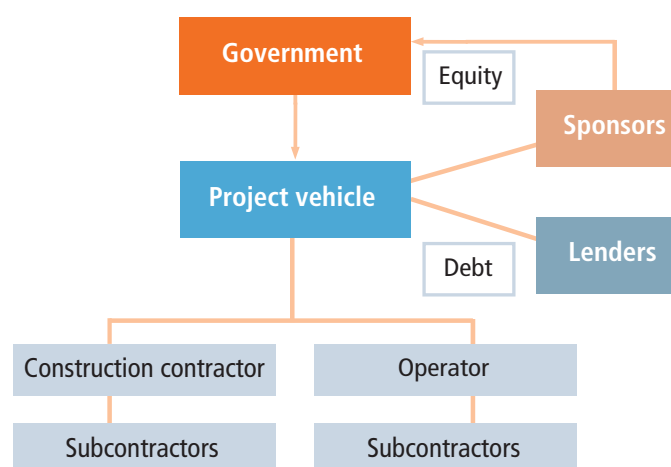 Government
Equity
Sponsors
Project vehicle
Lenders
Debt
Construction contractor
Operator
Subcontractors
Subcontractors